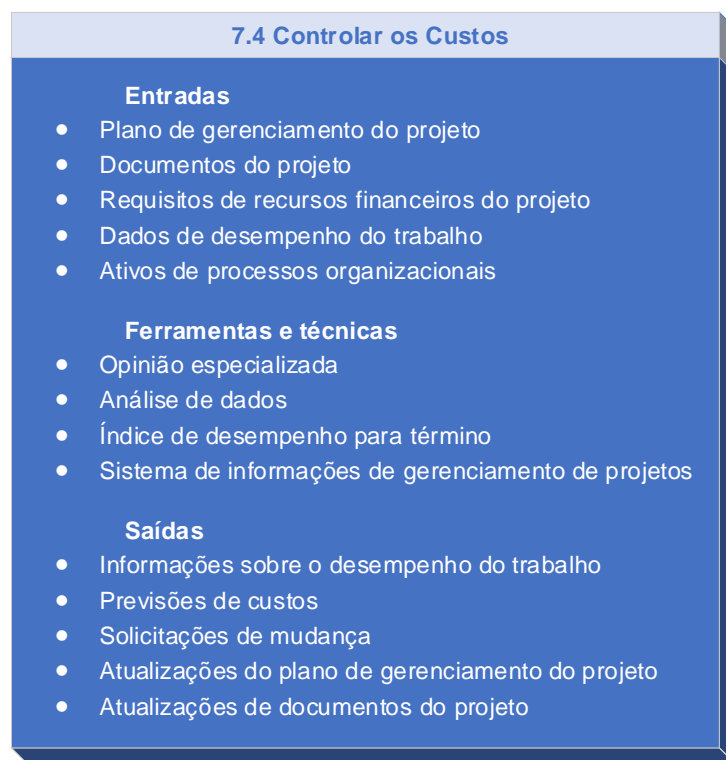 7.4 Controlar os Custos
Entradas
• Plano de gerenciamento do projeto
• Documentos do projeto
• Requisitos de recursos financeiros do projeto
• Dados de desempenho do trabalho
• Ativos de processos organizacionais
Ferramentas e técnicas
• Opinião especializada
• Análise de dados
• Índice de desempenho para término
• Sistema de informações de gerenciamento de projetos
Saídas
• Informações sobre o desempenho do trabalho
• Previsões de custos
• Solicitações de mudança
• Atualizações do plano de gerenciamento do projeto
• Atualizações de documentos do projeto